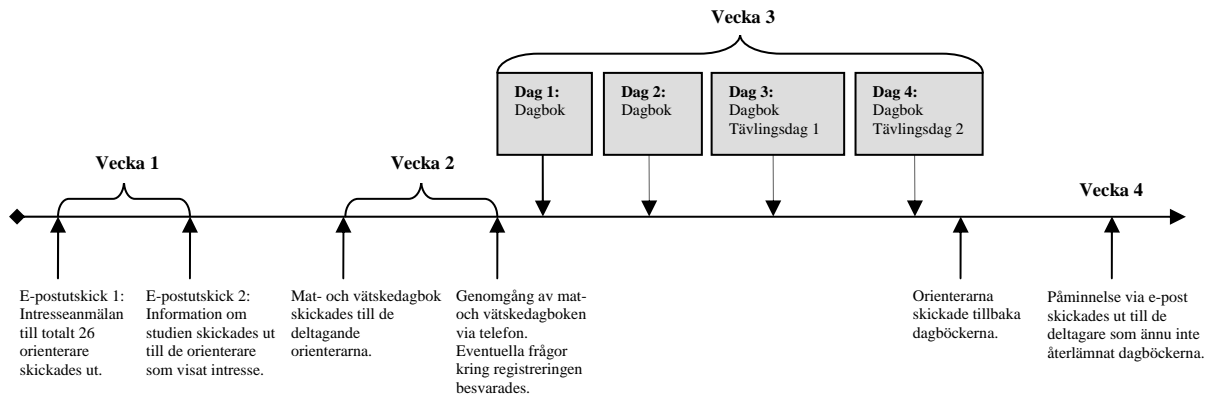 Vecka 3
Dag 1:
Dagbok
Dag 2:
Dagbok
Dag 3:
Dagbok
Tävlingsdag 1
Dag 4:
Dagbok
Tävlingsdag 2
Vecka 1
Vecka 2
Vecka 4
E-postutskick 1:
Intresseanmälan
till totalt 26
orienterare
skickades ut.
E-postutskick 2:
Information om
studien skickades ut
till de orienterare
som visat intresse.
Mat- och vätskedagbok
skickades till de
deltagande
orienterarna.
Genomgång av mat-
och vätskedagboken
via telefon.
Eventuella frågor
kring registreringen
besvarades.
Orienterarna
skickade tillbaka
dagböckerna.
Påminnelse via e-post
skickades ut till de
deltagare som ännu inte
återlämnat dagböckerna.